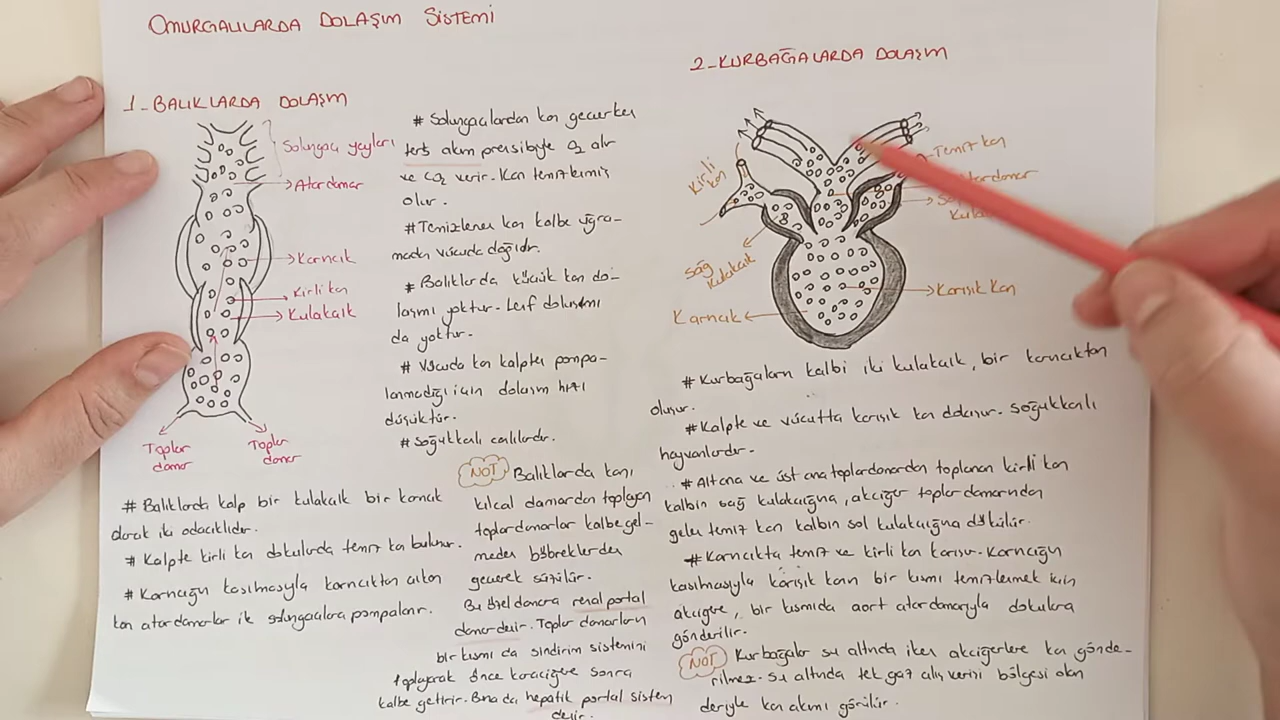 OMURGALILARDA DOLAŞIM SİSTEMİ
1-BALIKLARDA DOLAŞIM
Solungaç yayları
Atardamar
Karıncık
Kirli kan
Kulakçık
Toplar
damar
Toplar
damar
# Balıklarda kalp bir kulakçık bir karıncık
olarak iki odacıklıdır.
# Kalpte kirli kan dokularda temiz kan bulunur.
# Karıncığın kasılmasıyla karıncıktan çıkan
kan atardamarlar ile solungaçlara pompalanır.
# Solungaçlardan kan geçerken
ters akım prensibiyle O2 alır
ve CO2 verir. Kan temizlenmiş
olur.
# Temizlenen kan kalbe uğra-
madan vücuda dağılır.
# Balıklarda küçük kan do-
laşımı yoktur. Lenf dolaşımı
da yoktur.
# Vücuda kan kalpten pompa-
lanmadığı için dolaşım hızı
düşüktür.
# Soğukkanlı canlılardır.
NOT Balıklarda kanı
kılcal damardan toplayan
toplardamarlar kalbe gel-
meden böbreklerden
geçerek süzülür.
Bu özel damara renal portal
damar denir. Toplar damarların
bir kısmı da sindirim sistemini
toplayarak önce karaciğere sonra
kalbe getirir. Buna da hepatik portal sistem
denir.
2-KURBAĞALARDA DOLAŞIM
Kirli
kan
Temiz kan
Sağ
kulakçık
Karışık kan
Karıncık
# Kurbağaların kalbi iki kulakçık, bir karıncıktan
oluşur.
# Kalpte ve vücutta karışık kan dolaşır. Soğukkanlı
hayvanlardır.
# Alt ana ve üst ana toplardamardan toplanan kirli kan
kalbin sağ kulakçığına, akciğer toplardamarından
gelen temiz kan kalbin sol kulakçığına dökülür.
# Karıncıkta temiz ve kirli kan karışır. Karıncığın
kasılmasıyla karışık kanın bir kısmı temizlenmek için
akciğere, bir kısmıda aort atardamarıyla dokulara
gönderilir.
NOT Kurbağalar su altında iken akciğerlere kan gönde-
rilmez. Su altında tek gaz alış verişi bölgesi olan
deriyle kan akımı görülür.